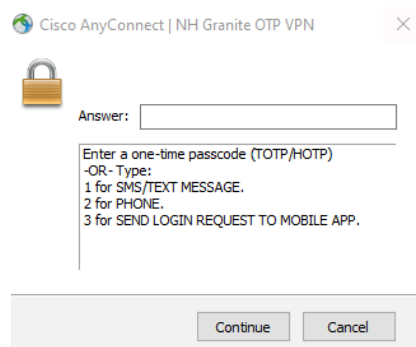 Cisco AnyConnect | NH Granite OTP VPN
Answer:
Enter a one-time passcode (TOTP/HOTP)
-OR- Type:
1 for SMS/TEXT MESSAGE.
2 for PHONE.
3 for SEND LOGIN REQUEST TO MOBILE APP.
Continue Cancel